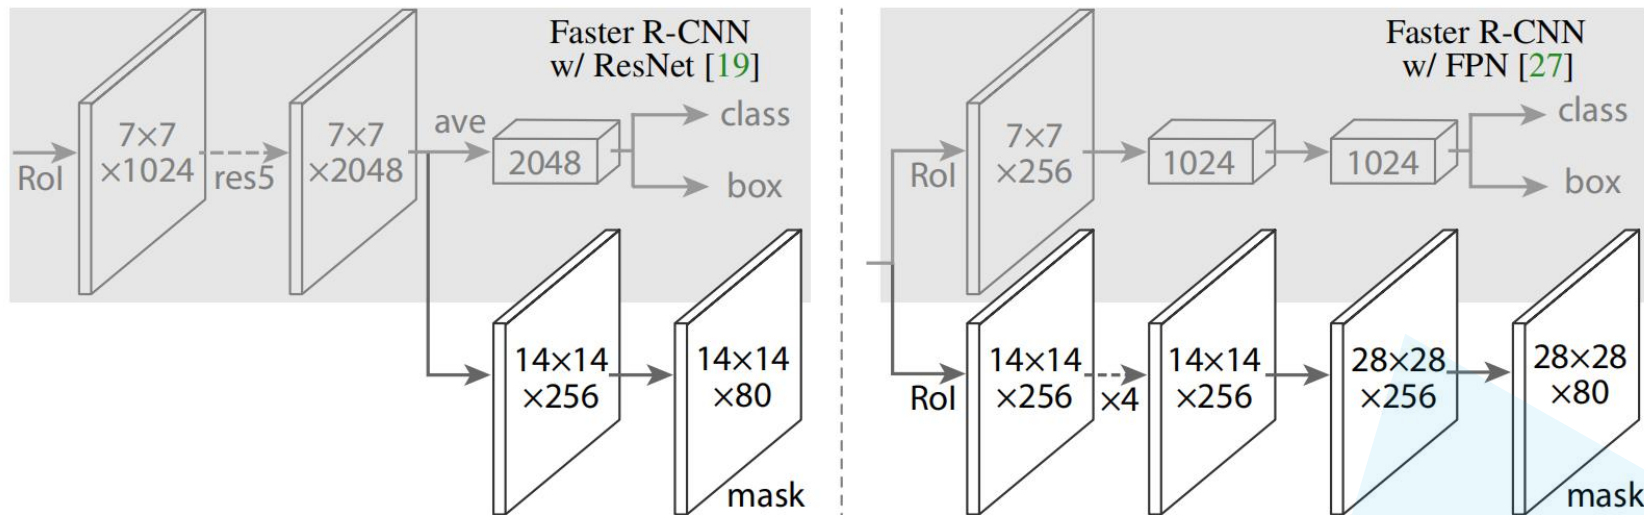 Faster R-CNN
w/ ResNet [19]
RoI
7×7
×1024
res5
7×7
×2048
ave
2048
class
box
14×14
×256
14×14
×80
mask
Faster R-CNN
w/ FPN [27]
RoI
7×7
×256
1024
1024
class
box
RoI
14×14
×256
×4
14×14
×256
28×28
×256
28×28
×80
mask